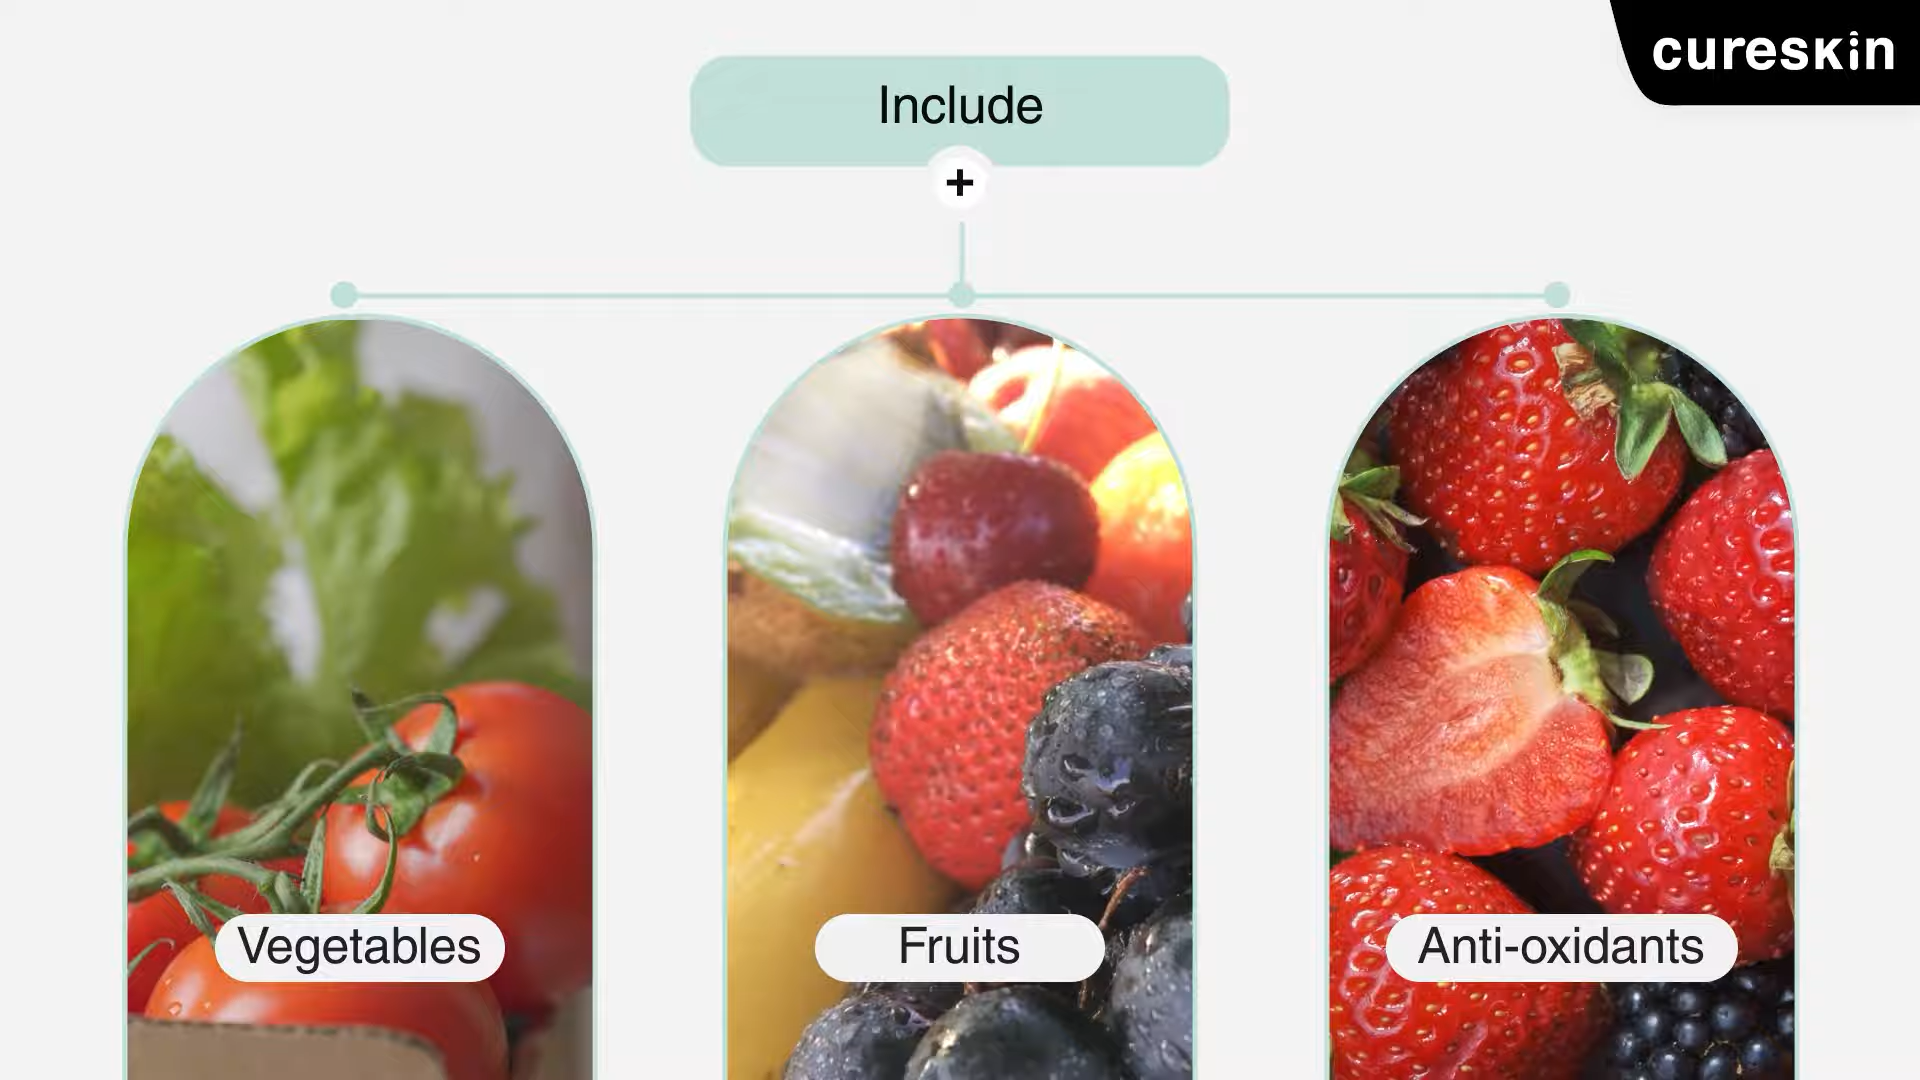 cureskin
Include
+
Vegetables
Fruits
Anti-oxidants